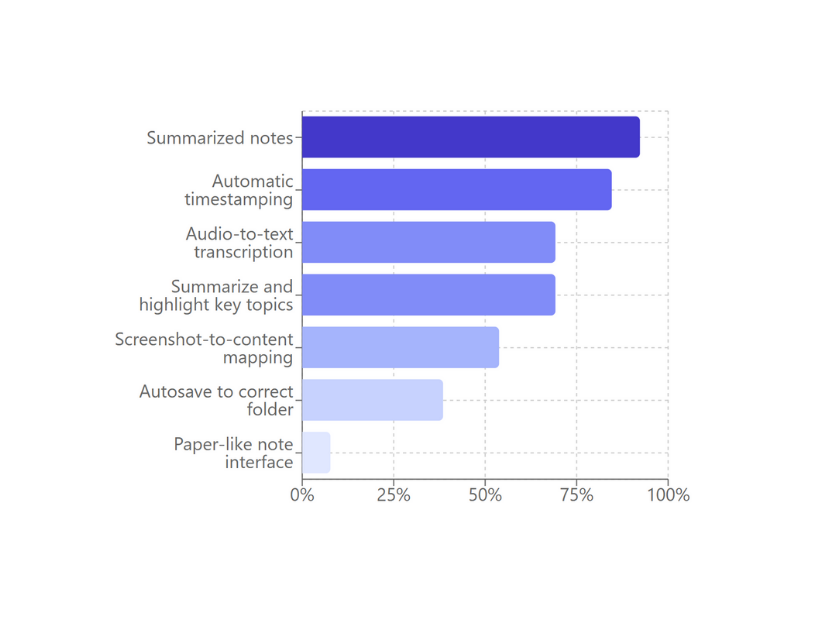 Summarized notes
Automatic
timestamping
Audio-to-text
transcription
Summarize and
highlight key topics
Screenshot-to-content
mapping
Autosave to correct
folder
Paper-like note
interface
0% 25% 50% 75% 100%